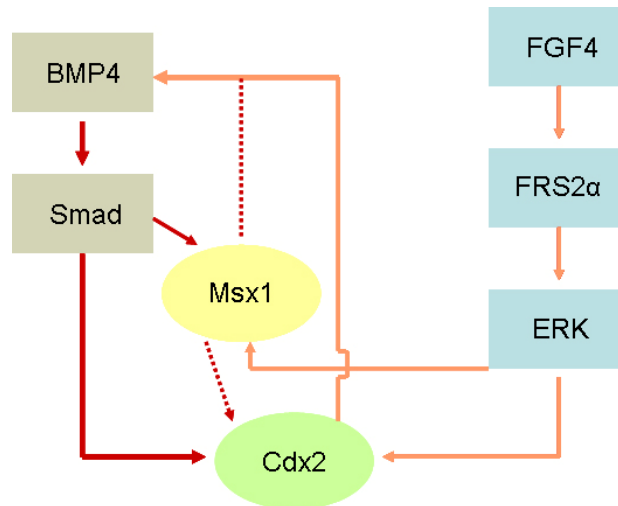 FGF4
BMP4
FRS2α
Smad
Msx1
ERK
Cdx2